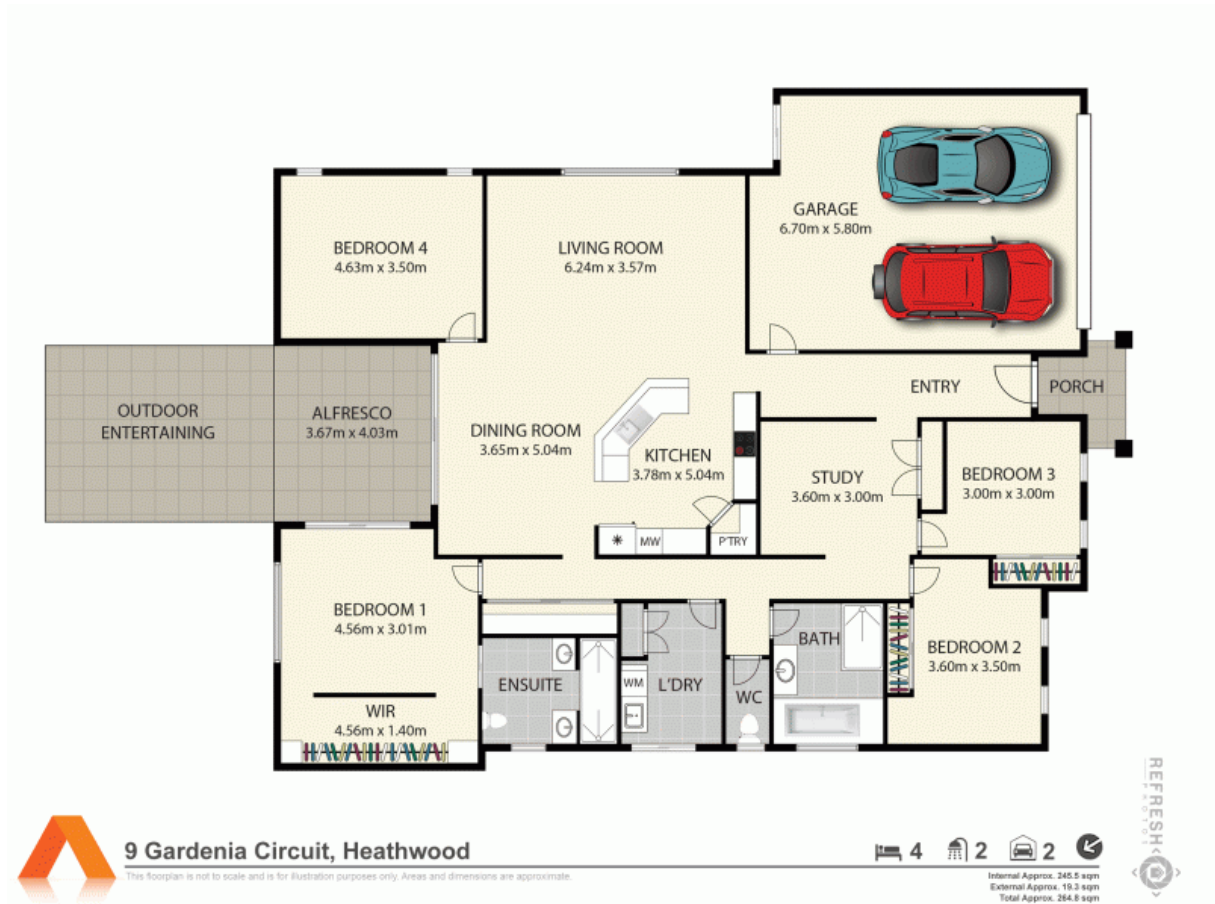 GARAGE
6.70m x 5.80m
BEDROOM 4
4.63m x 3.50m
LIVING ROOM
6.24m x 3.57m
ENTRY
PORCH
OUTDOOR
ENTERTAINING
ALFRESCO
3.67m x 4.03m
DINING ROOM
3.65m x 5.04m
KITCHEN
3.78m x 5.04m
STUDY
3.60m x 3.00m
BEDROOM 3
3.00m x 3.00m
MW
P'TRY
BEDROOM 1
4.56m x 3.01m
BATH
BEDROOM 2
3.60m x 3.50m
ENSUITE
WM
L'DRY
WC
WIR
4.56m x 1.40m
REFRESH
PHOTOS
9 Gardenia Circuit, Heathwood
4
2
2
This floorplan is not to scale and is for illustration purposes only. Areas and dimensions are approximate.
Internal Approx. 245.5 sqm
External Approx. 19.3 sqm
Total Approx. 264.8 sqm